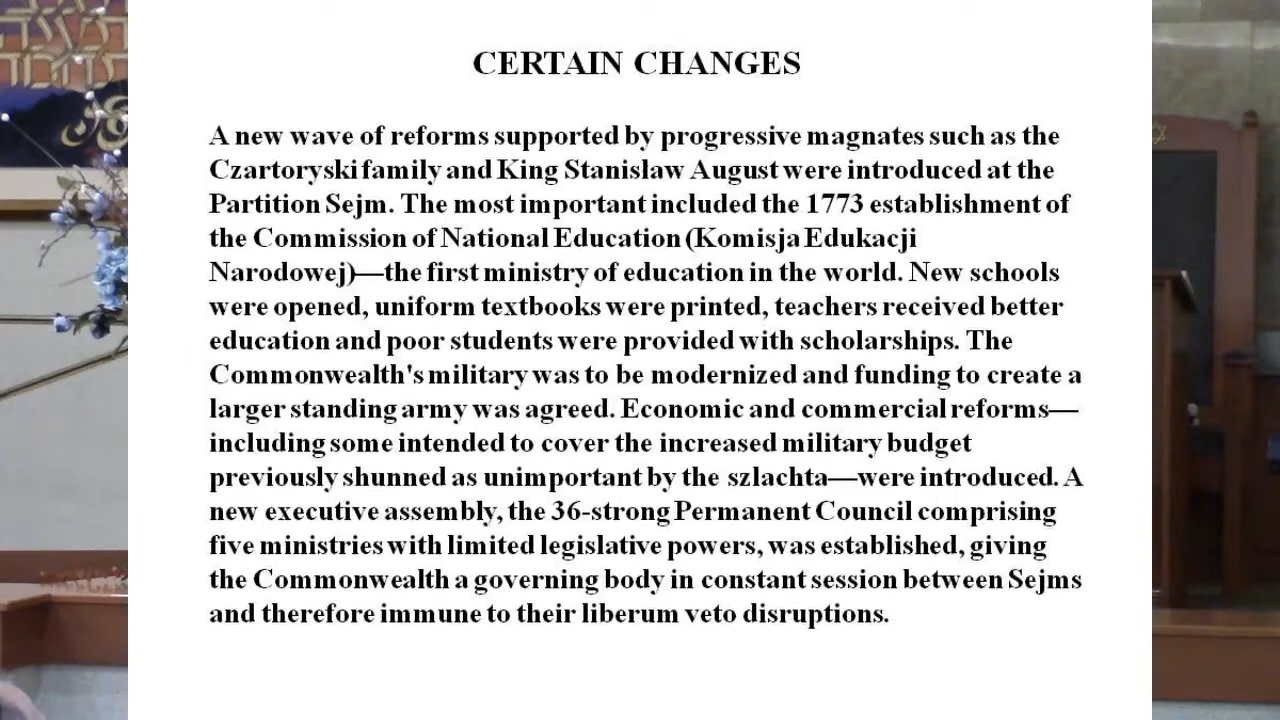 CERTAIN CHANGES
A new wave of reforms supported by progressive magnates such as the
Czartoryski family and King Stanisław August were introduced at the
Partition Sejm. The most important included the 1773 establishment of
the Commission of National Education (Komisja Edukacji
Narodowej)—the first ministry of education in the world. New schools
were opened, uniform textbooks were printed, teachers received better
education and poor students were provided with scholarships. The
Commonwealth's military was to be modernized and funding to create a
larger standing army was agreed. Economic and commercial reforms—
including some intended to cover the increased military budget
previously shunned as unimportant by the szlachta—were introduced. A
new executive assembly, the 36-strong Permanent Council comprising
five ministries with limited legislative powers, was established, giving
the Commonwealth a governing body in constant session between Sejms
and therefore immune to their liberum veto disruptions.